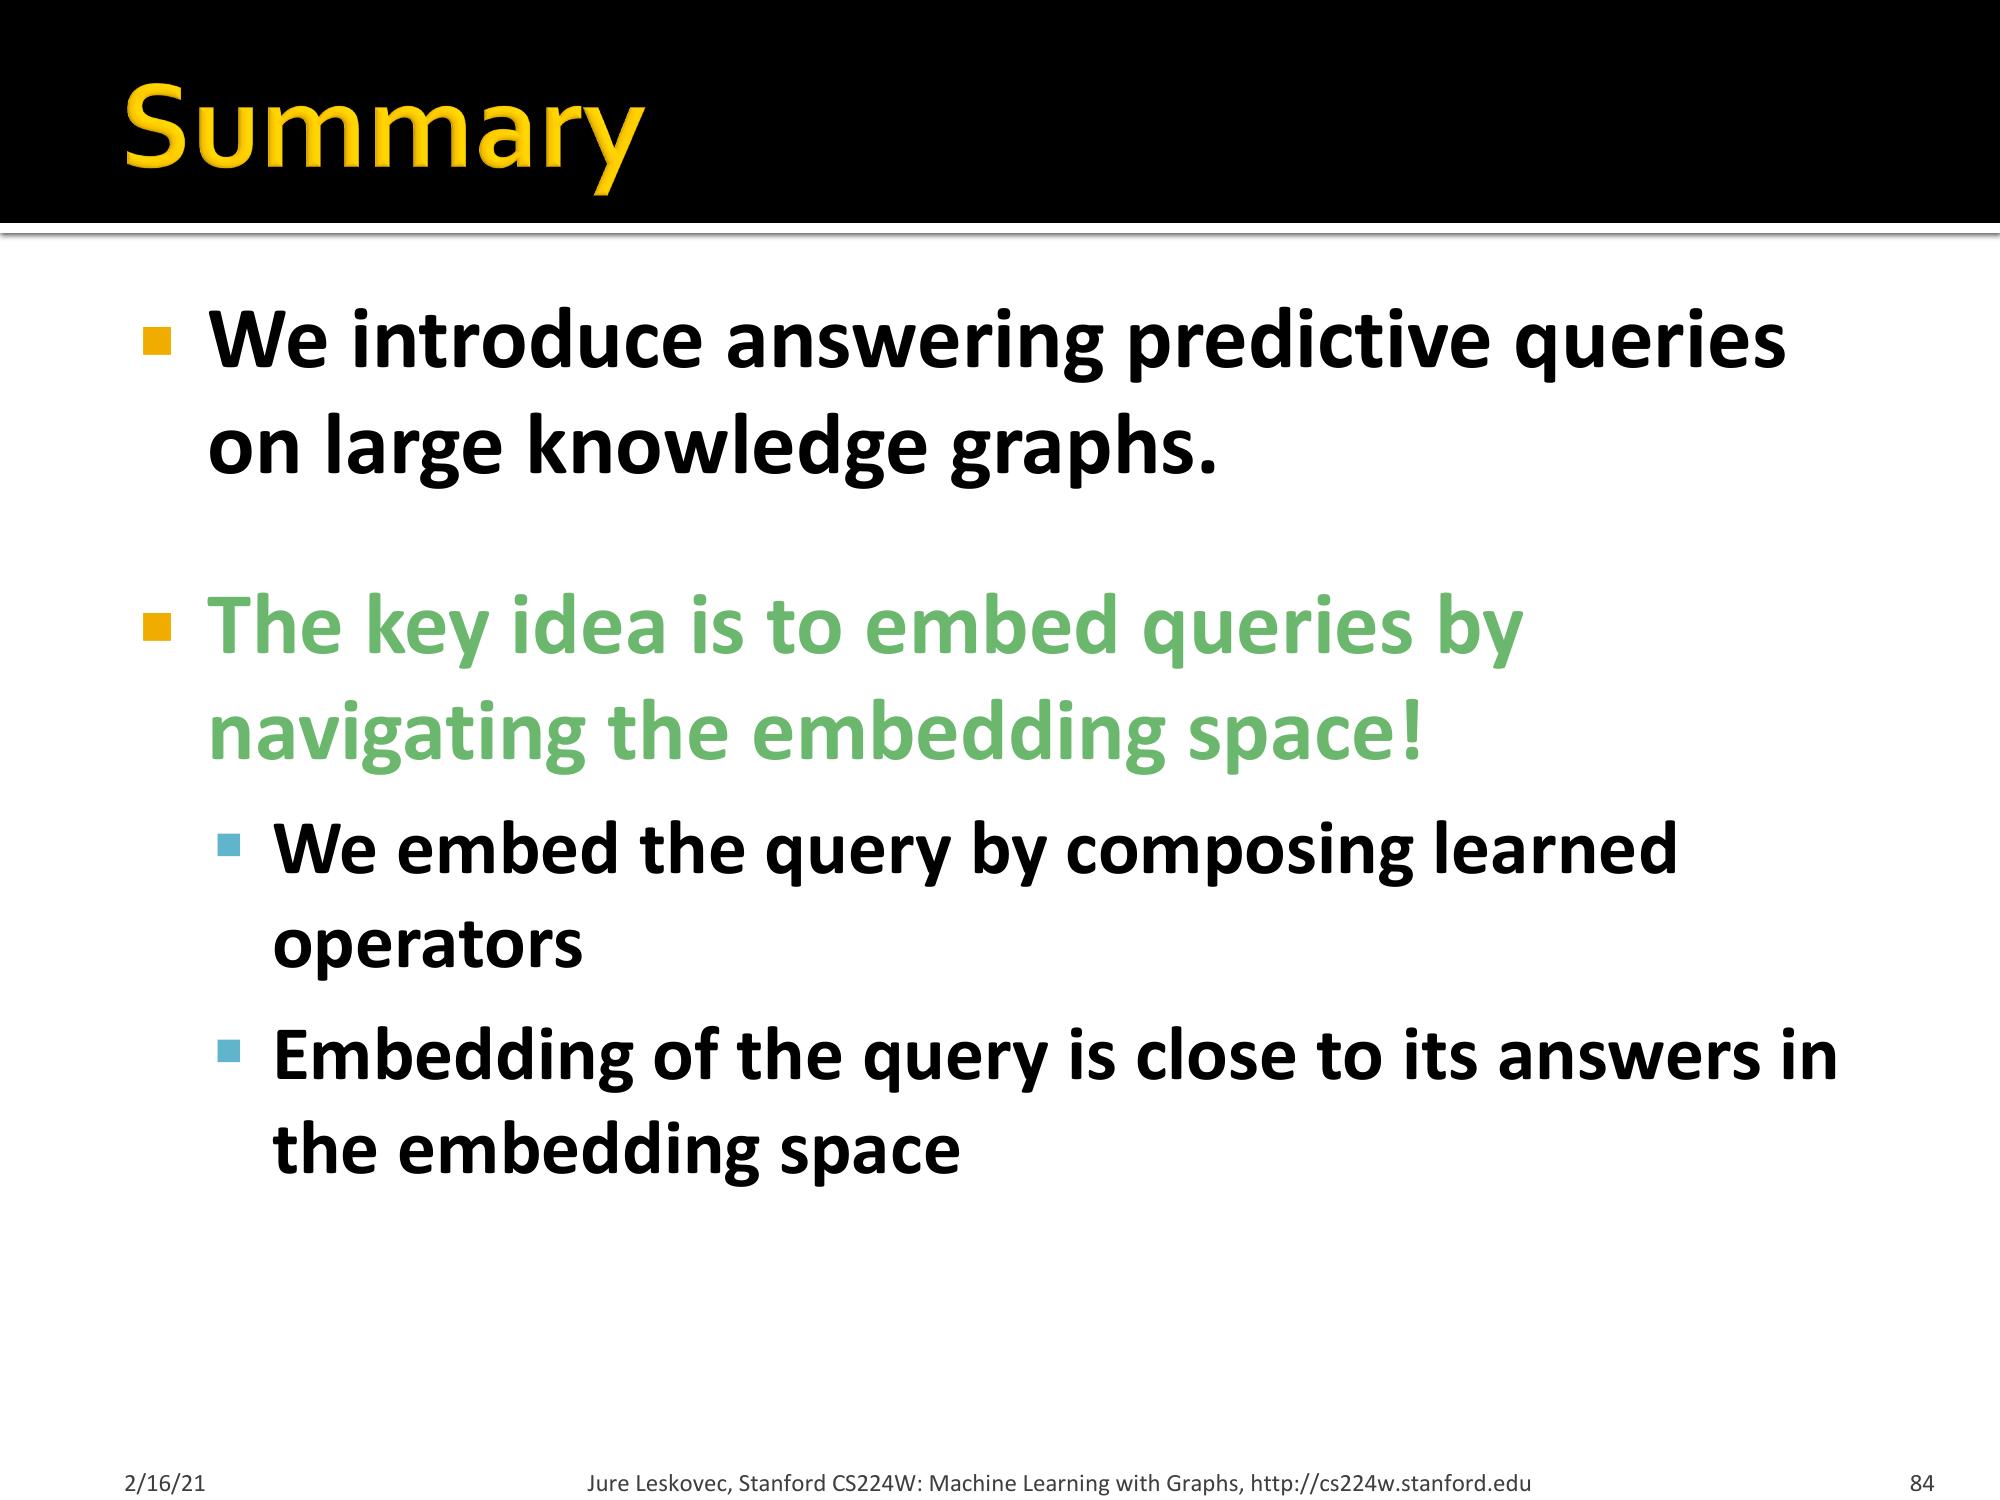 Summary
We introduce answering predictive queries
on large knowledge graphs.
The key idea is to embed queries by
navigating the embedding space!
We embed the query by composing learned
operators
Embedding of the query is close to its answers in
the embedding space
2/16/21
Jure Leskovec, Stanford CS224W: Machine Learning with Graphs, http://cs224w.stanford.edu
84